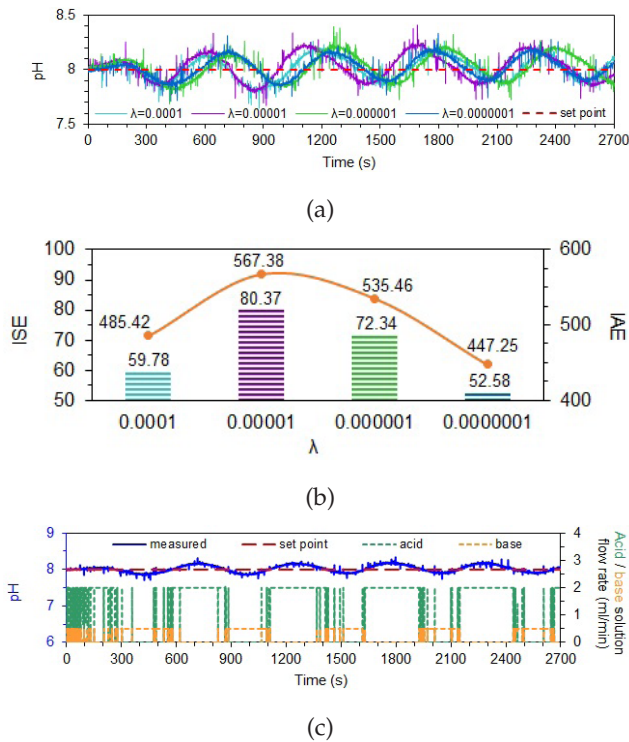 8.5
8
7.5
pH
0 300 600 900 1200 1500 1800 2100 2400 2700
λ=0.0001 λ=0.00001 λ=0.000001 λ=0.0000001 set point
Time (s)
(a)
100
90
80
70
60
50
ISE
600
500
400
IAE
485.42
567.38
535.46
447.25
59.78
80.37
72.34
52.58
0.0001 0.00001 0.000001 0.0000001
λ
(b)
9
8
7
6
pH
measured set point acid base
4
3
2
1
0
Acid / base solution
flow rate (ml/min)
0 300 600 900 1200 1500 1800 2100 2400 2700
Time (s)
(c)